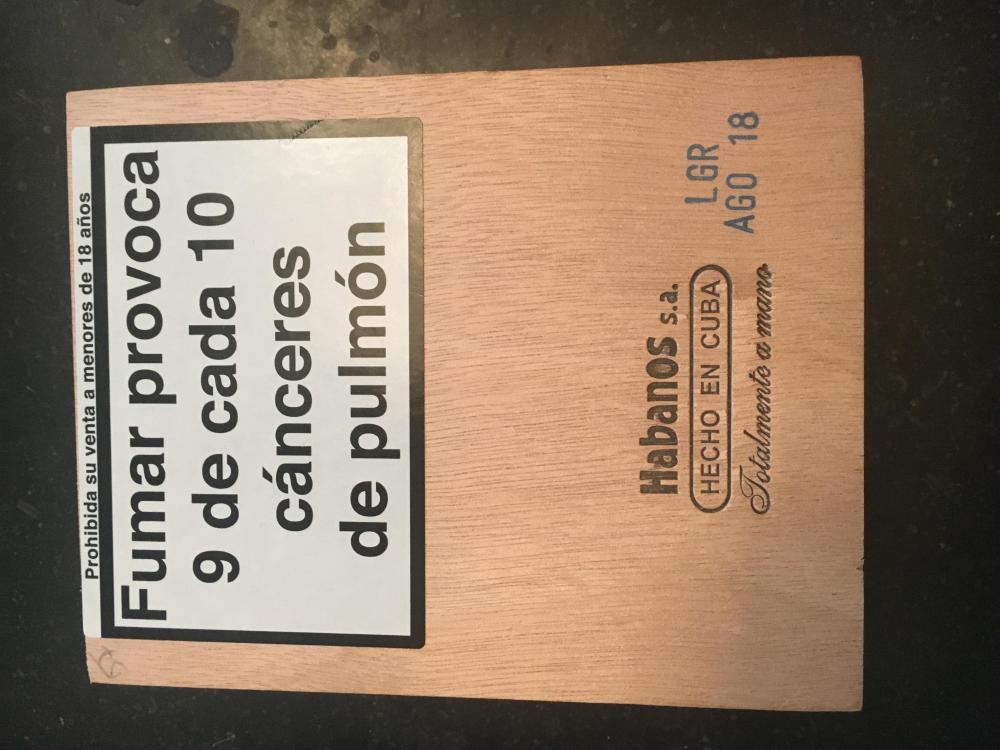 Prohibida su venta a menores de 18 años
Fumar provoca
9 de cada 10
cánceres
de pulmón
Habanos s.a.
HECHO EN CUBA
Totalmente a mano
LGR
AGO 18